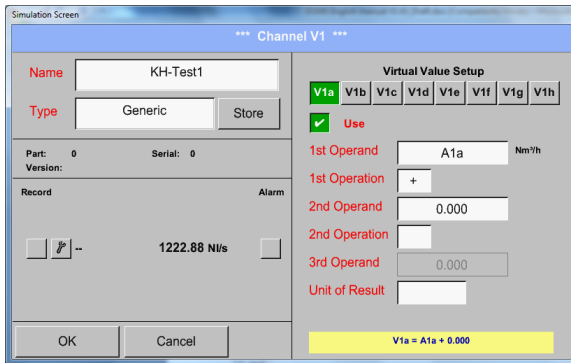 Simulation Screen
*** Channel V1 ***
Name KH-Test1
Type Generic Store
Part: 0 Serial: 0
Version:
Record Alarm
-- 1222.88 Nl/s
OK Cancel
Virtual Value Setup
V1a V1b V1c V1d V1e V1f V1g V1h
Use
1st Operand A1a Nm³/h
1st Operation +
2nd Operand 0.000
2nd Operation
3rd Operand 0.000
Unit of Result
V1a = A1a + 0.000